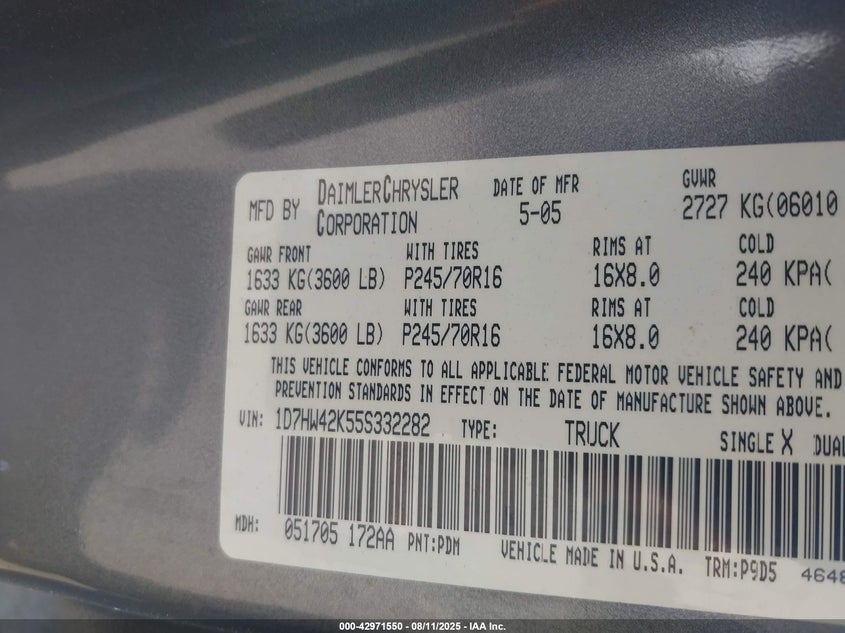 MFD BY DAIMLERCHRYSLER CORPORATION DATE OF MFR 5-05 GVWR 2727 KG(06010
GAWR FRONT WITH TIRES RIMS AT COLD
1633 KG(3600 LB) P245/70R16 16X8.0 240 KPA(
GAWR REAR WITH TIRES RIMS AT COLD
1633 KG(3600 LB) P245/70R16 16X8.0 240 KPA(
THIS VEHICLE CONFORMS TO ALL APPLICABLE FEDERAL MOTOR VEHICLE SAFETY AND
PREVENTION STANDARDS IN EFFECT ON THE DATE OF MANUFACTURE SHOWN ABOVE.
VIN: 1D7HW42K55S332282 TYPE: TRUCK SINGLE X DUAL
MDH: 051705 172AA PNT:PDM VEHICLE MADE IN U.S.A. TRM:P9D5 4648
000-42971550 - 08/11/2025 - IAA Inc.